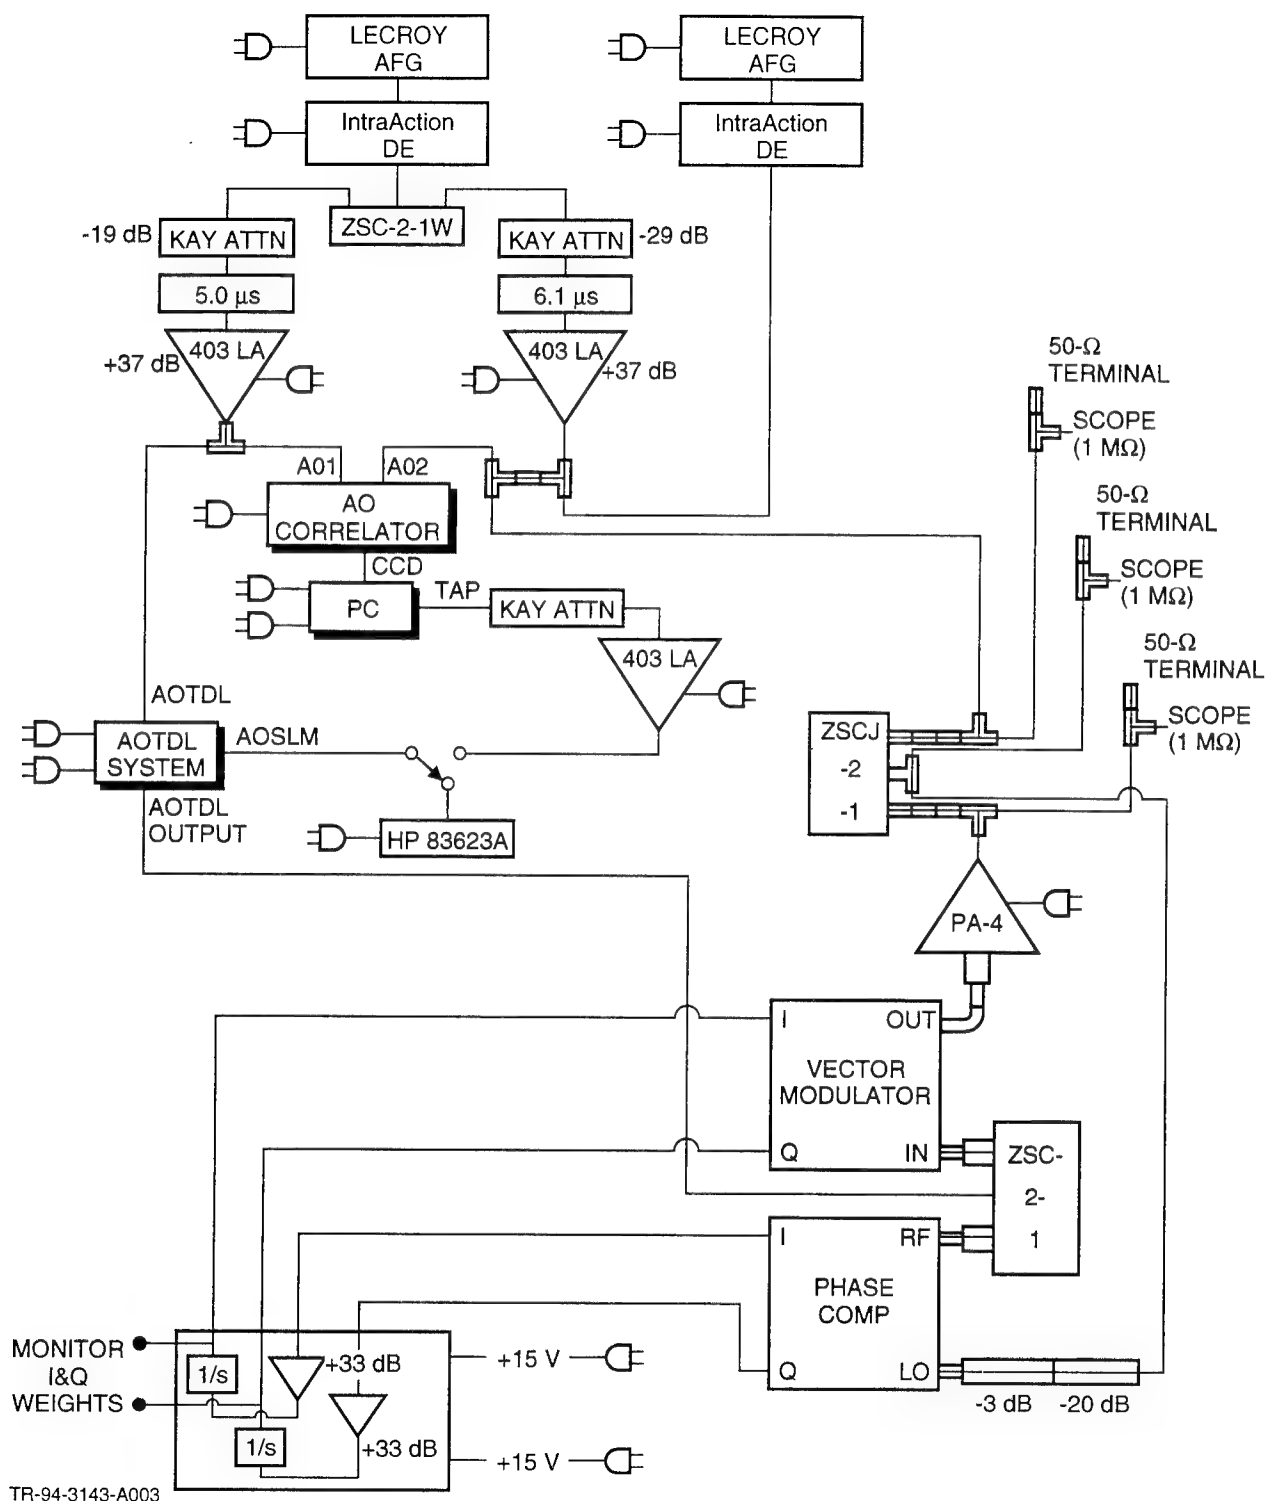 LECROY
AFG
LECROY
AFG
IntraAction
DE
IntraAction
DE
ZSC-2-1W
-19 dB
KAY ATTN
KAY ATTN
-29 dB
5.0 μs
6.1 μs
403 LA
+37 dB
403 LA
+37 dB
50-Ω
TERMINAL
SCOPE
(1 MΩ)
A01
A02
AO
CORRELATOR
50-Ω
TERMINAL
SCOPE
(1 MΩ)
CCD
PC
TAP
KAY ATTN
403 LA
50-Ω
TERMINAL
SCOPE
(1 MΩ)
AOTDL
AOTDL
SYSTEM
AOSLM
AOTDL
OUTPUT
HP 83623A
ZSCJ
-2
-1
PA-4
I
OUT
VECTOR
MODULATOR
Q
IN
ZSC-
2-
1
I
RF
PHASE
COMP
Q
LO
-3 dB
-20 dB
MONITOR
I&Q
WEIGHTS
1/s
+33 dB
1/s
+33 dB
+15 V
+15 V
TR-94-3143-A003